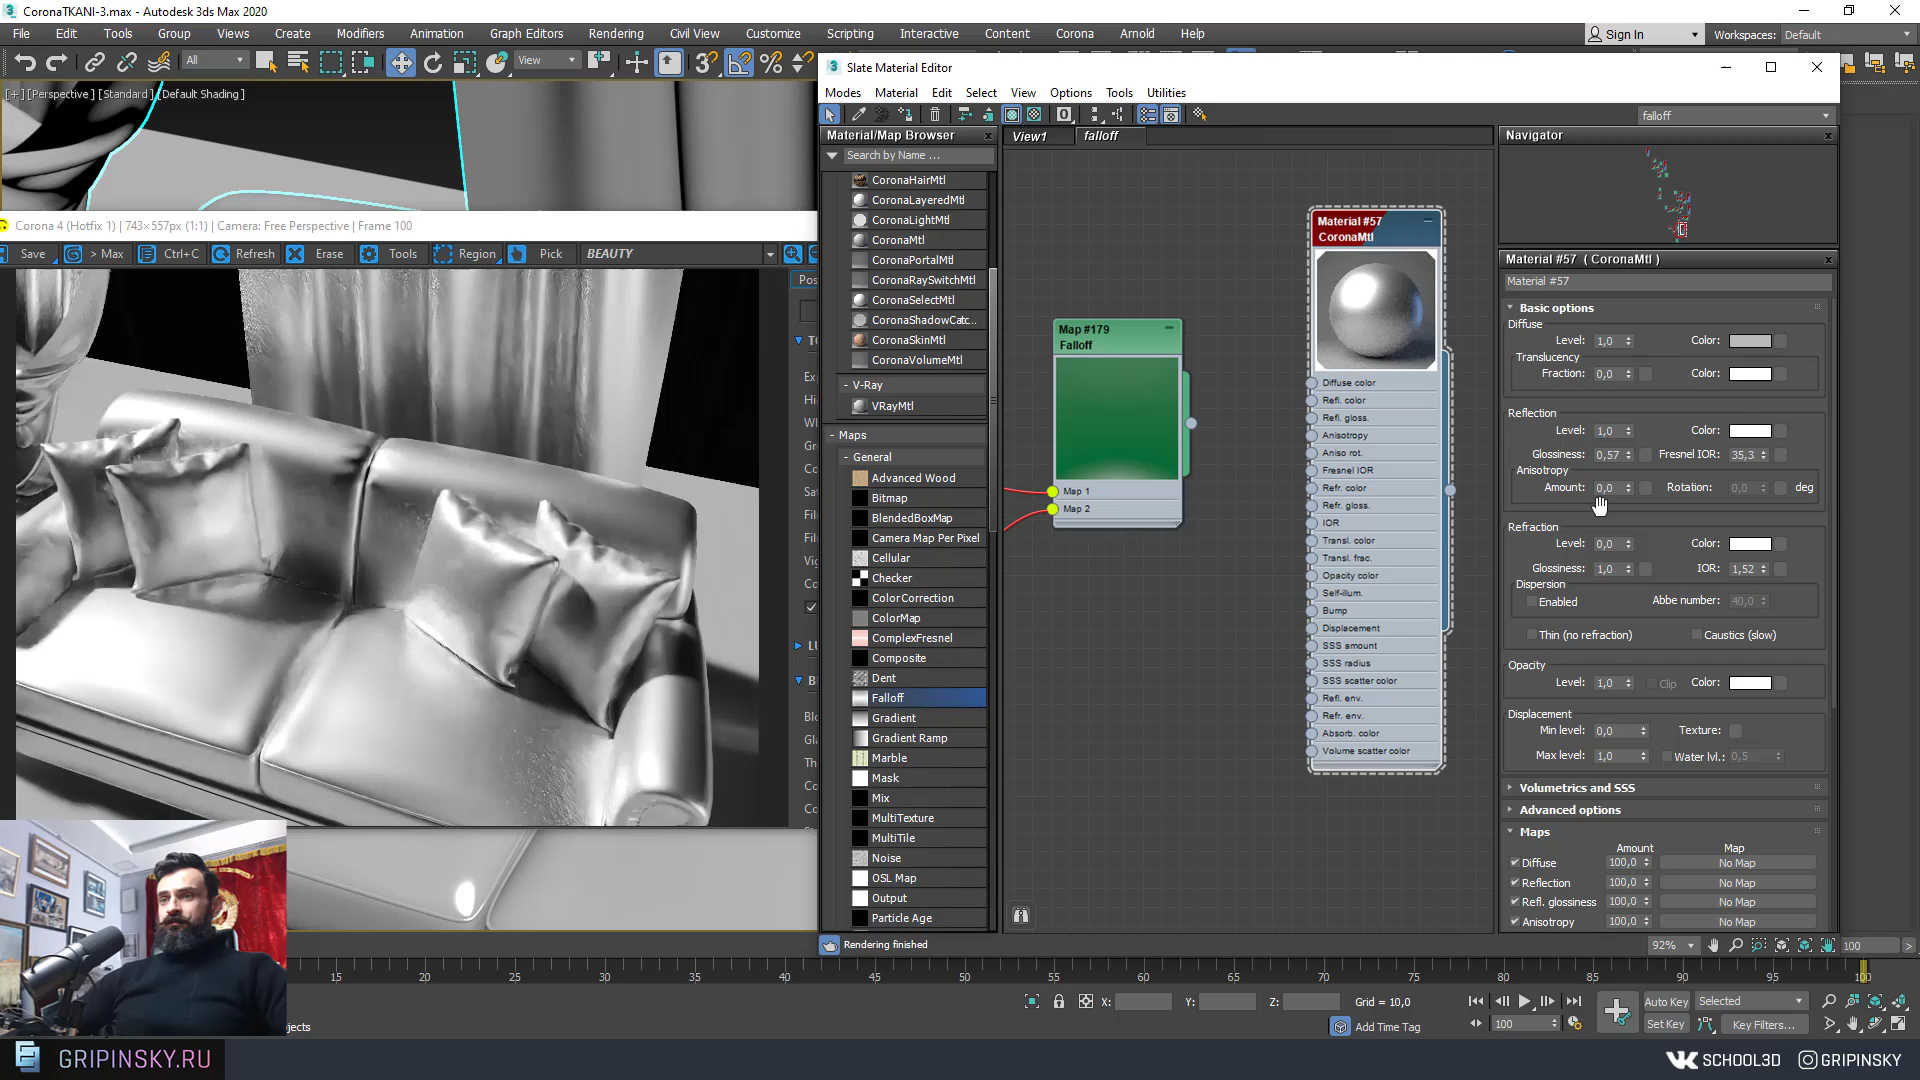 CoronaTKANI-3.max - Autodesk 3ds Max 2020
File Edit Tools Group Views Create Modifiers Animation Graph Editors Rendering Civil View Customize Scripting Interactive Content Corona Arnold Help
Sign In
Workspaces: Default
All
View
Slate Material Editor
[+] [Perspective ] [Standard ] [Default Shading ]
Modes Material Edit Select View Options Tools Utilities
falloff
Material/Map Browser
View1
falloff
Navigator
Search by Name ...
CoronaHairMtl
CoronaLayeredMtl
CoronaLightMtl
CoronaMtl
CoronaPortalMtl
CoronaRaySwitchMtl
CoronaSelectMtl
CoronaShadowCatc...
CoronaSkinMtl
CoronaVolumeMtl
- V-Ray
VRayMtl
- Maps
- General
Advanced Wood
Bitmap
BlendedBoxMap
Camera Map Per Pixel
Cellular
Checker
ColorCorrection
ColorMap
ComplexFresnel
Composite
Dent
Falloff
Gradient
Gradient Ramp
Marble
Mask
Mix
MultiTexture
MultiTile
Noise
OSL Map
Output
Particle Age
Corona 4 (Hotfix 1) | 743×557px (1:1) | Camera: Free Perspective | Frame 100
Save
> Max
Ctrl+C
Refresh
Erase
Tools
Region
Pick
BEAUTY
Pos
Map #179
Falloff
Map 1
Map 2
Material #57
CoronaMtl
Diffuse color
Refl. color
Refl. gloss.
Anisotropy
Aniso rot.
Fresnel IOR
Refr. color
Refr. gloss.
IOR
Transl. color
Transl. frac.
Opacity color
Self-illum.
Bump
Displacement
SSS amount
SSS radius
SSS scatter color
Refl. env.
Refr. env.
Absorb. color
Volume scatter color
Material #57 ( CoronaMtl )
Material #57
Basic options
Diffuse
Level: 1,0 Color:
Translucency
Fraction: 0,0 Color:
Reflection
Level: 1,0 Color:
Glossiness: 0,57 Fresnel IOR: 35,3
Anisotropy
Amount: 0,0 Rotation: 0,0 deg
Refraction
Level: 0,0 Color:
Glossiness: 1,0 IOR: 1,52
Dispersion
Enabled Abbe number: 40,0
Thin (no refraction) Caustics (slow)
Opacity
Level: 1,0 Clip Color:
Displacement
Min level: 0,0 Texture:
Max level: 1,0 Water lvl.: 0,5
Volumetrics and SSS
Advanced options
Maps
Amount Map
Diffuse 100,0 No Map
Reflection 100,0 No Map
Refl. glossiness 100,0 No Map
Anisotropy 100,0 No Map
Rendering finished
92%
100
15 20 25 30 35 40 45 50 55 60 65 70 75 80 85 90 95 100
X: Y: Z: Grid = 10,0
Add Time Tag
100
Auto Key Selected
Set Key Key Filters...
GRIPINSKY.RU
SCHOOL3D
GRIPINSKY